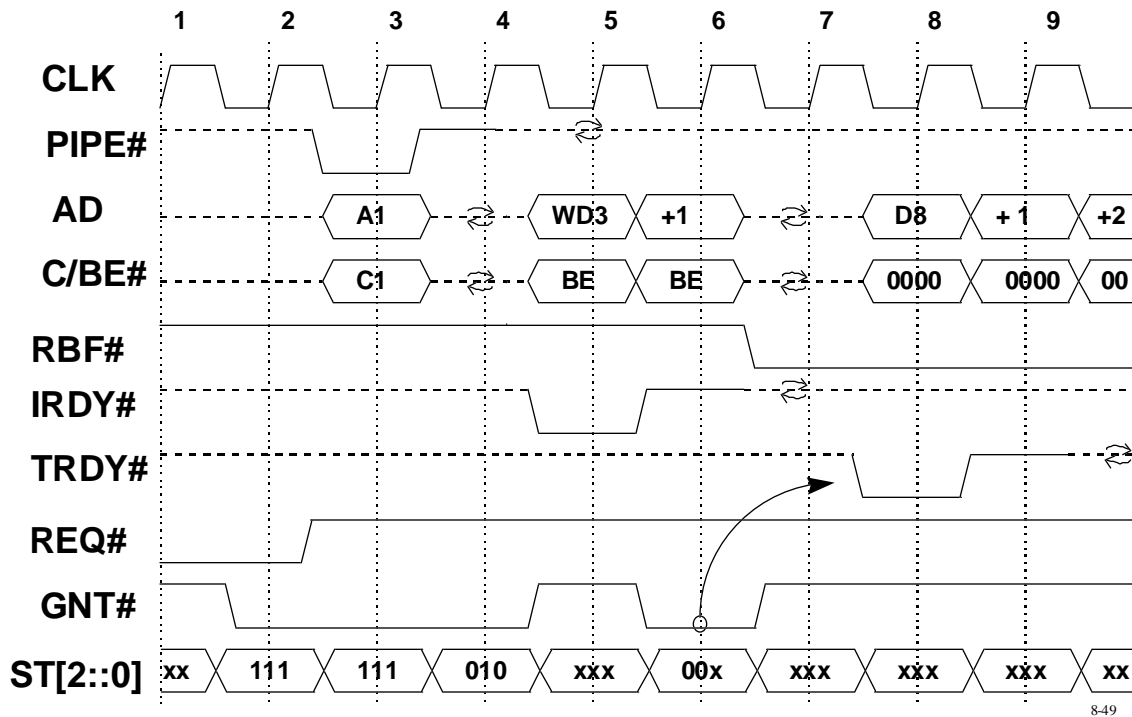 1 2 3 4 5 6 7 8 9
CLK
PIPE#
AD A1 WD3 +1 D8 + 1 +2
C/BE# C1 BE BE 0000 0000 00
RBF#
IRDY#
TRDY#
REQ#
GNT#
ST[2::0] xx 111 111 010 xxx 00x xxx xxx xxx xx
8-49